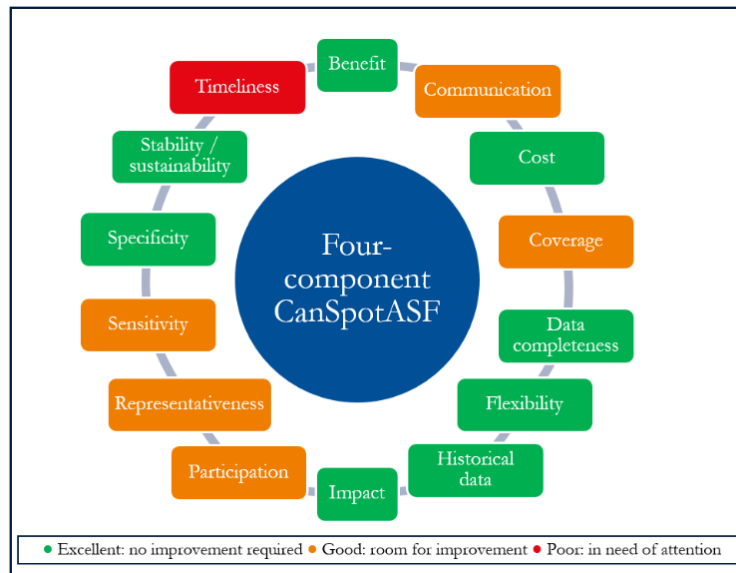 Benefit
Communication
Cost
Coverage
Data
completeness
Flexibility
Historical
data
Impact
Participation
Representativeness
Sensitivity
Specificity
Stability /
sustainability
Timeliness
Four-
component
CanSpotASF
● Excellent: no improvement required ● Good: room for improvement ● Poor: in need of attention